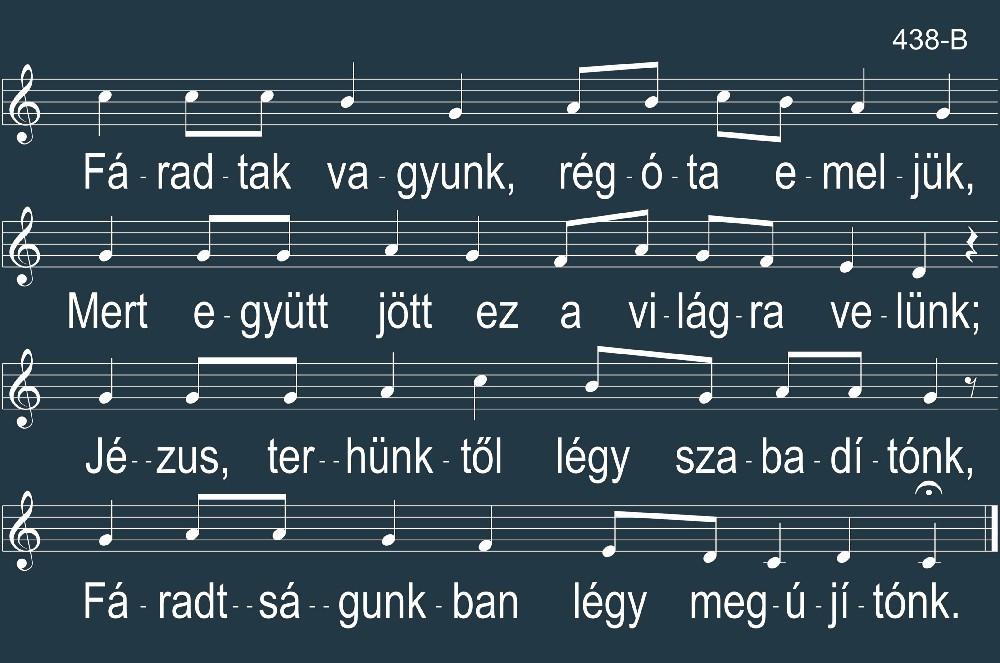 438-B
Fá - rad - tak va - gyunk, rég - ó - ta e - mel - jük,
Mert e - gyütt jött ez a vi - lág - ra ve - lünk;
Jé - - zus, ter - - hünk - től légy sza - ba - dí - tónk,
Fá - radt - - sá - - gunk - ban légy meg - ú - jí - tónk.